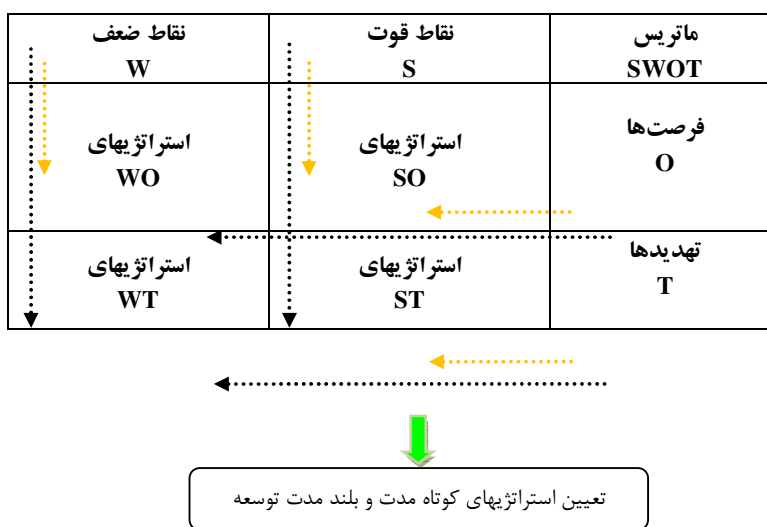 ماتریس
SWOT
نقاط قوت
S
نقاط ضعف
W
فرصت‌ها
O
استراتژیهای
SO
استراتژیهای
WO
تهدیدها
T
استراتژیهای
ST
استراتژیهای
WT
تعیین استراتژیهای کوتاه مدت و بلند مدت توسعه